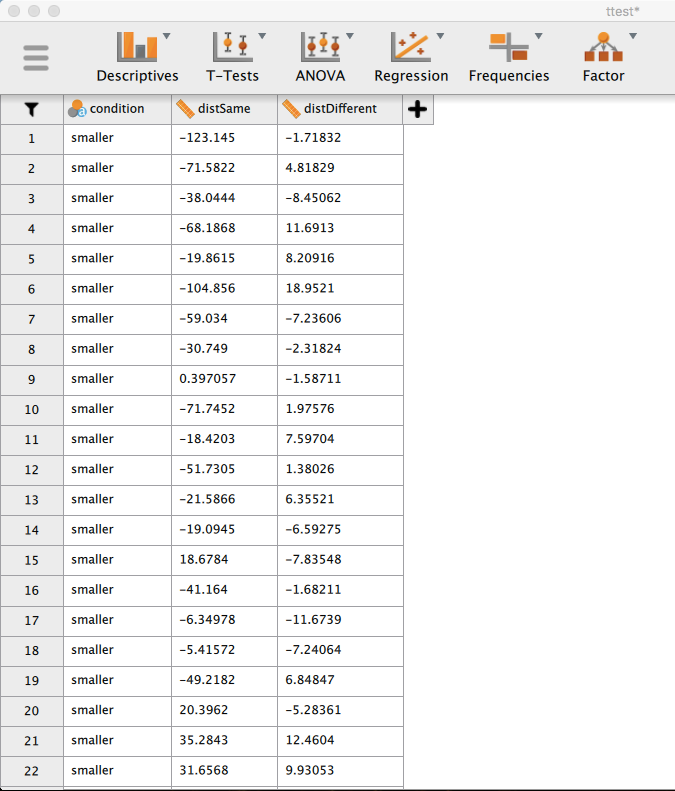 ttest*
Descriptives T-Tests ANOVA Regression Frequencies Factor
condition distSame distDifferent
1 smaller −123.145 −1.71832
2 smaller −71.5822 4.81829
3 smaller −38.0444 −8.45062
4 smaller −68.1868 11.6913
5 smaller −19.8615 8.20916
6 smaller −104.856 18.9521
7 smaller −59.034 −7.23606
8 smaller −30.749 −2.31824
9 smaller 0.397057 −1.58711
10 smaller −71.7452 1.97576
11 smaller −18.4203 7.59704
12 smaller −51.7305 1.38026
13 smaller −21.5866 6.35521
14 smaller −19.0945 −6.59275
15 smaller 18.6784 −7.83548
16 smaller −41.164 −1.68211
17 smaller −6.34978 −11.6739
18 smaller −5.41572 −7.24064
19 smaller −49.2182 6.84847
20 smaller 20.3962 −5.28361
21 smaller 35.2843 12.4604
22 smaller 31.6568 9.93053